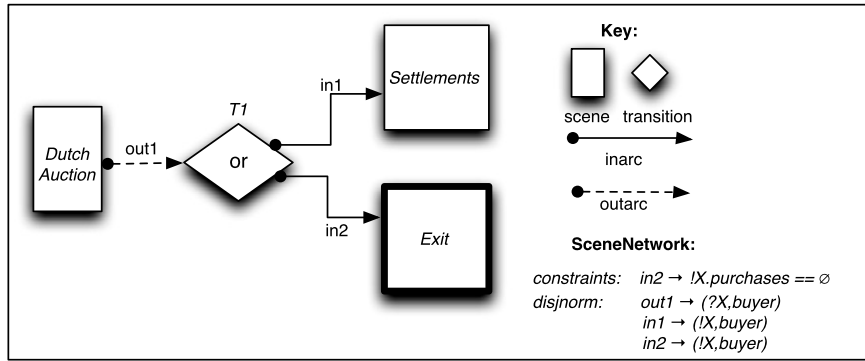 Dutch
Auction
out1
T1
or
in1
in2
Settlements
Exit
Key:
scene transition
inarc
outarc
SceneNetwork:
constraints: in2 → !X.purchases == ∅
disjnorm: out1 → (?X,buyer)
in1 → (!X,buyer)
in2 → (!X,buyer)